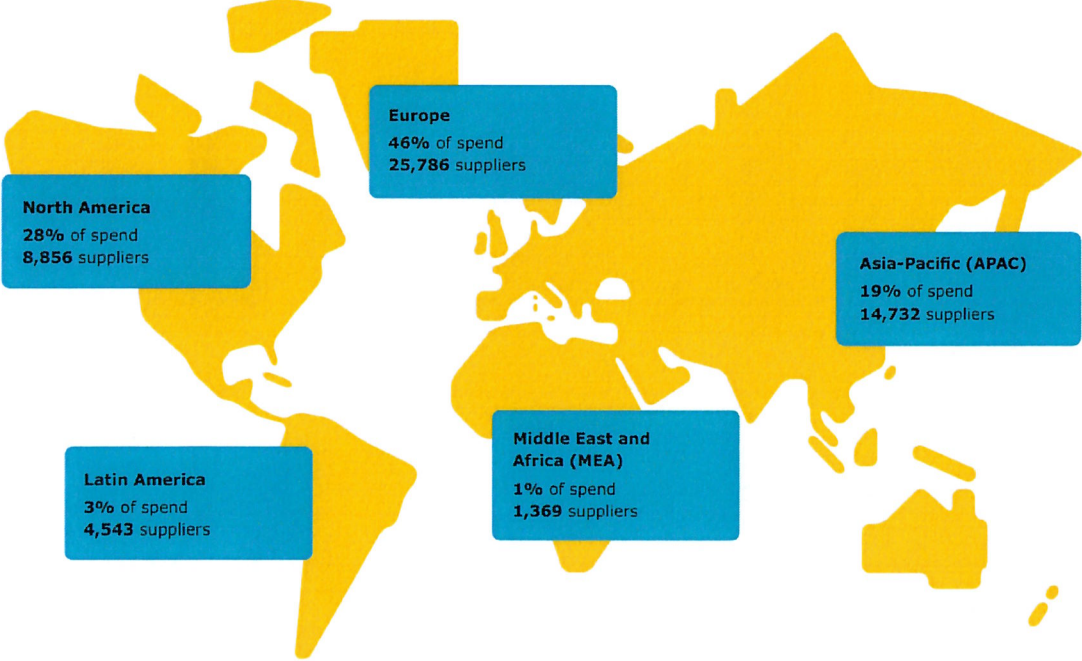 Europe
46% of spend
25,786 suppliers
North America
28% of spend
8,856 suppliers
Asia-Pacific (APAC)
19% of spend
14,732 suppliers
Middle East and
Africa (MEA)
1% of spend
1,369 suppliers
Latin America
3% of spend
4,543 suppliers